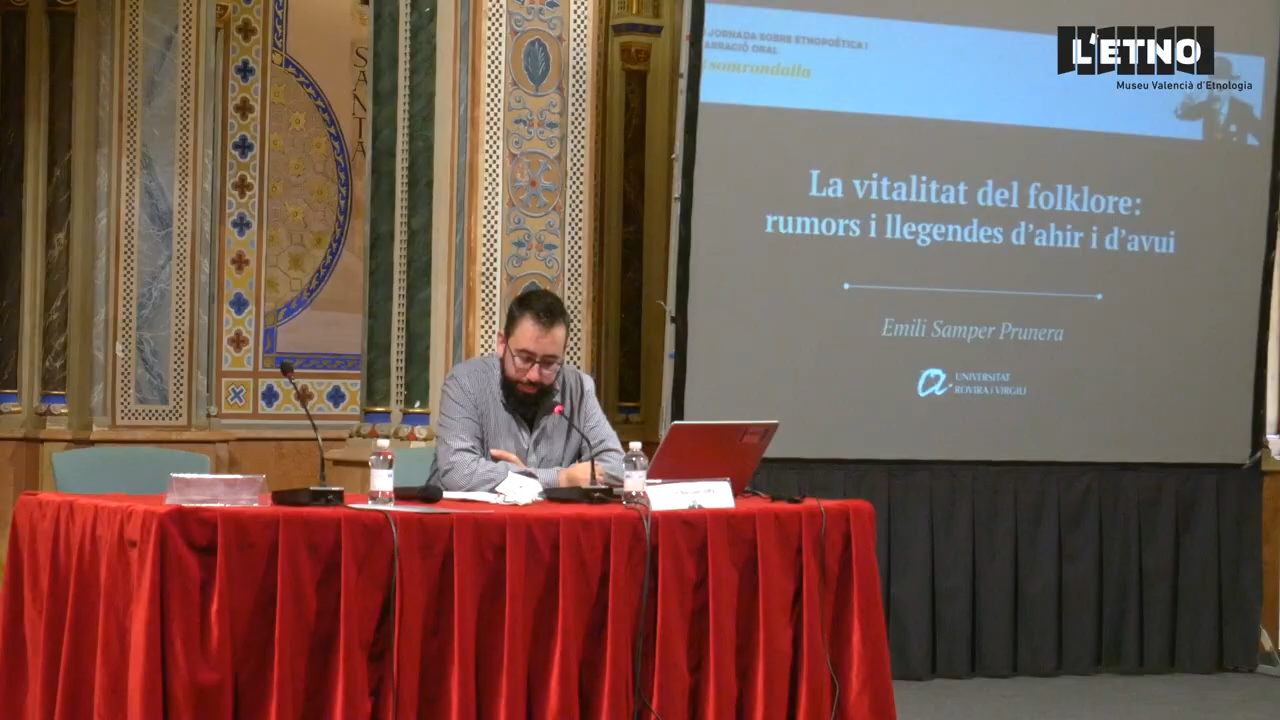 SANTA
JORNADA SOBRE ETNOPOÈTICA I
ARRACIÓ ORAL
somrondalla
L'ETNO
Museu Valencià d'Etnologia
La vitalitat del folklore:
rumors i llegendes d'ahir i d'avui
Emili Samper Prunera
UNIVERSITAT
ROVIRA i VIRGILI